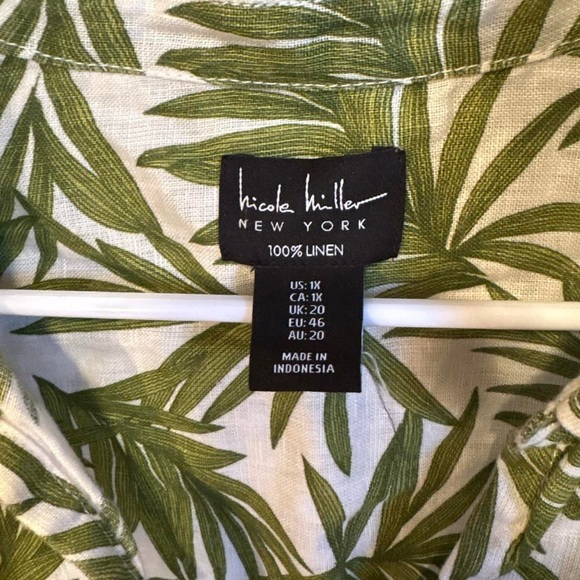 nicole miller
NEW YORK
100% LINEN
US: 1X
CA: 1X
UK: 20
EU: 46
AU: 20
MADE IN
INDONESIA